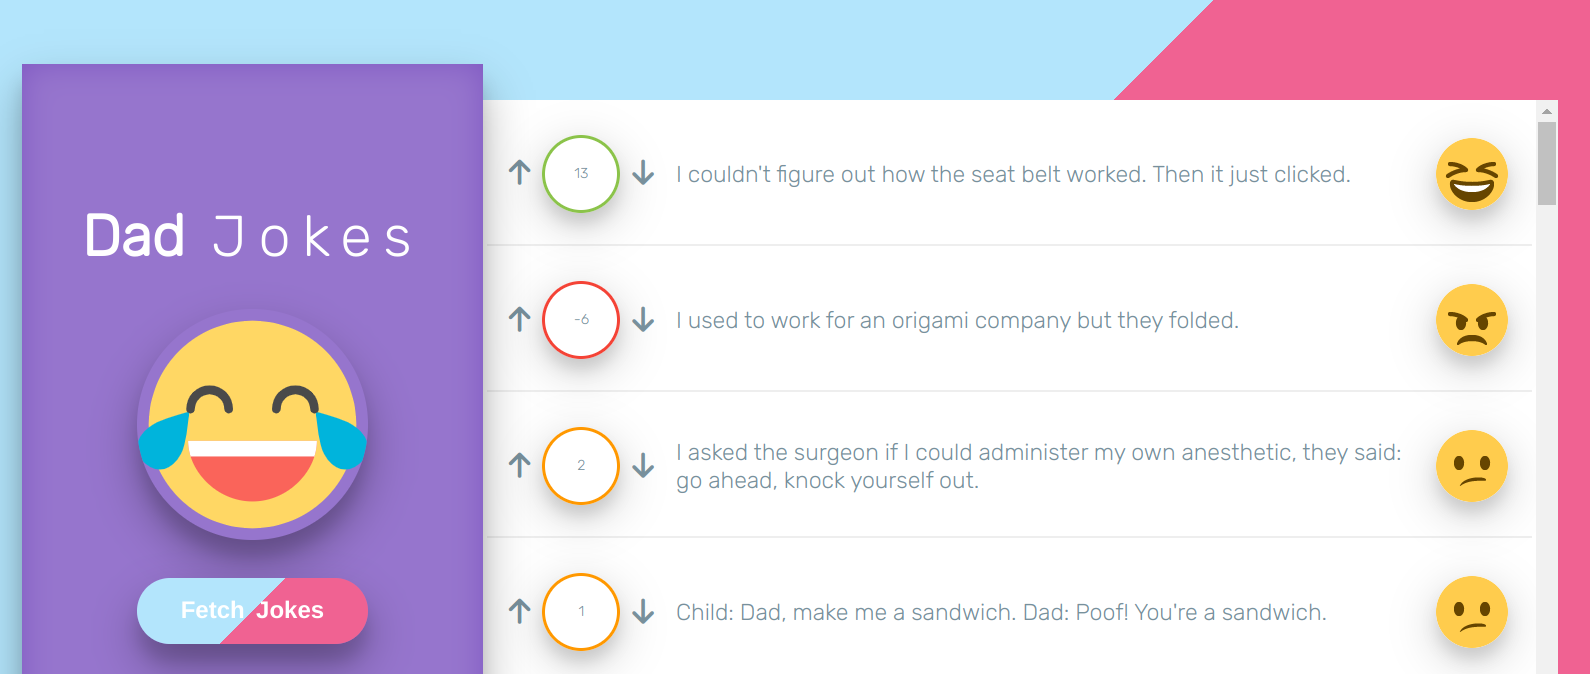 Dad Jokes
Fetch Jokes
13
I couldn't figure out how the seat belt worked. Then it just clicked.
-6
I used to work for an origami company but they folded.
2
I asked the surgeon if I could administer my own anesthetic, they said:
go ahead, knock yourself out.
1
Child: Dad, make me a sandwich. Dad: Poof! You're a sandwich.